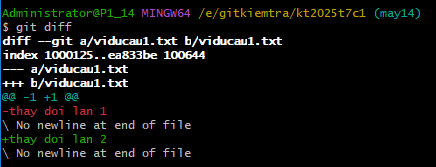 Administrator@P1_14 MINGW64 /e/gitkiemtra/kt2025t7c1 (may14)
$ git diff
diff --git a/viducau1.txt b/viducau1.txt
index 1000125..ea833be 100644
--- a/viducau1.txt
+++ b/viducau1.txt
@@ -1 +1 @@
-thay doi lan 1
\ No newline at end of file
+thay doi lan 2
\ No newline at end of file